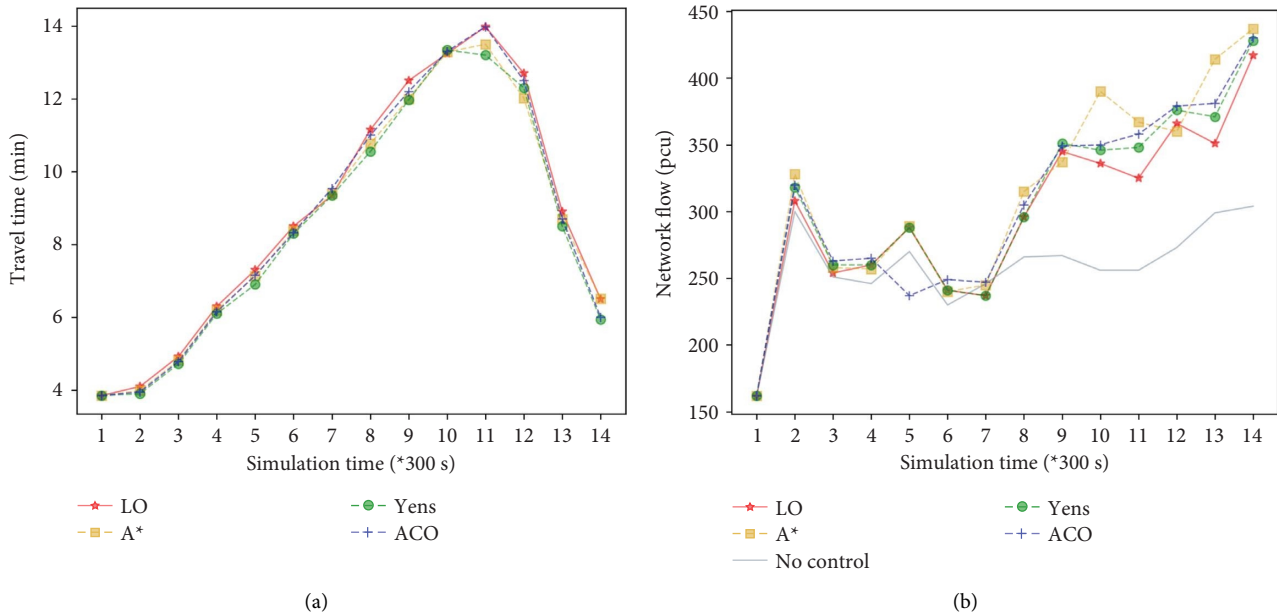 14
12
10
8
6
4
Travel time (min)
1 2 3 4 5 6 7 8 9 10 11 12 13 14
Simulation time (*300 s)
LO
A*
Yens
ACO
(a)
450
400
350
300
250
200
150
Network flow (pcu)
1 2 3 4 5 6 7 8 9 10 11 12 13 14
Simulation time (*300 s)
LO
A*
No control
Yens
ACO
(b)